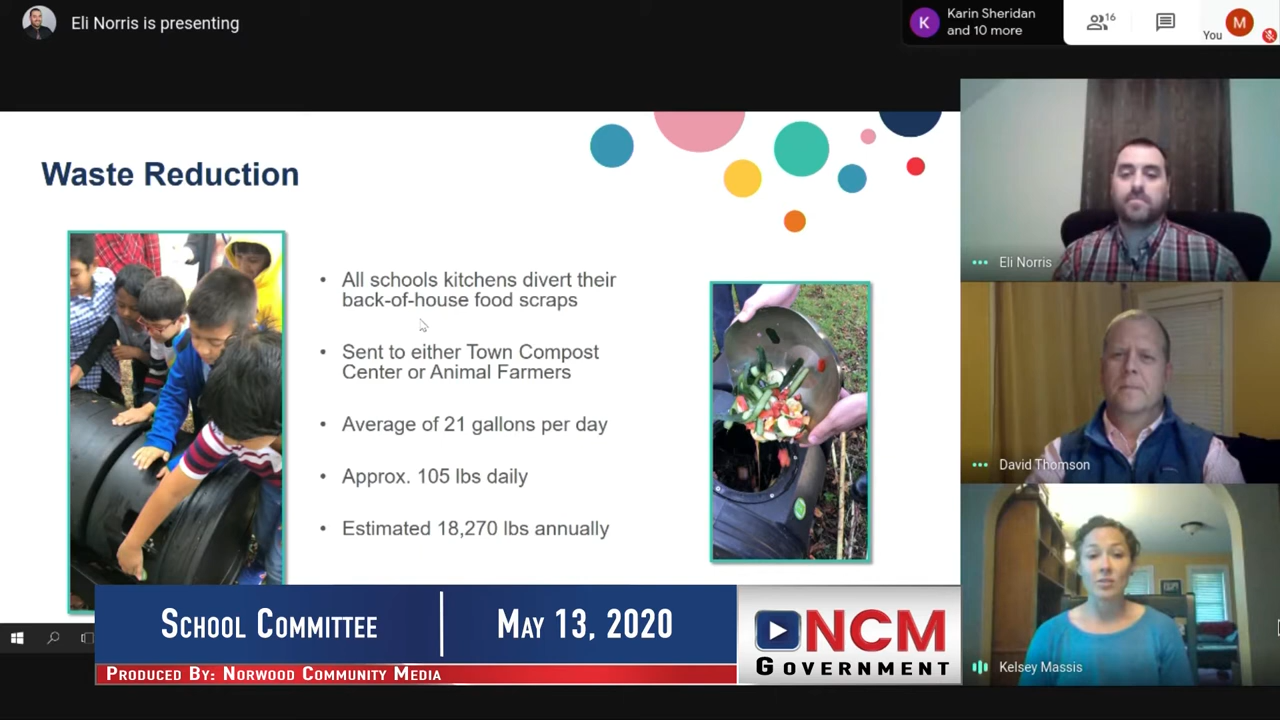 Eli Norris is presenting
K
Karin Sheridan
and 10 more
16
You
M
Waste Reduction
• All schools kitchens divert their
back-of-house food scraps
• Sent to either Town Compost
Center or Animal Farmers
• Average of 21 gallons per day
• Approx. 105 lbs daily
• Estimated 18,270 lbs annually
Eli Norris
David Thomson
Kelsey Massis
School Committee
May 13, 2020
Produced By: Norwood Community Media
NCM
Government